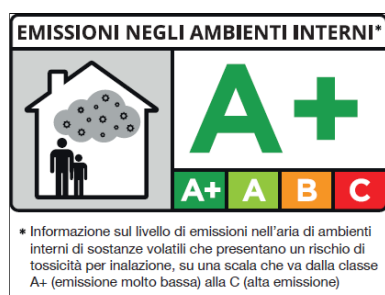 EMISSIONI NEGLI AMBIENTI INTERNI*
A+
A+ A B C
* Informazione sul livello di emissioni nell'aria di ambienti
interni di sostanze volatili che presentano un rischio di
tossicità per inalazione, su una scala che va dalla classe
A+ (emissione molto bassa) alla C (alta emissione)